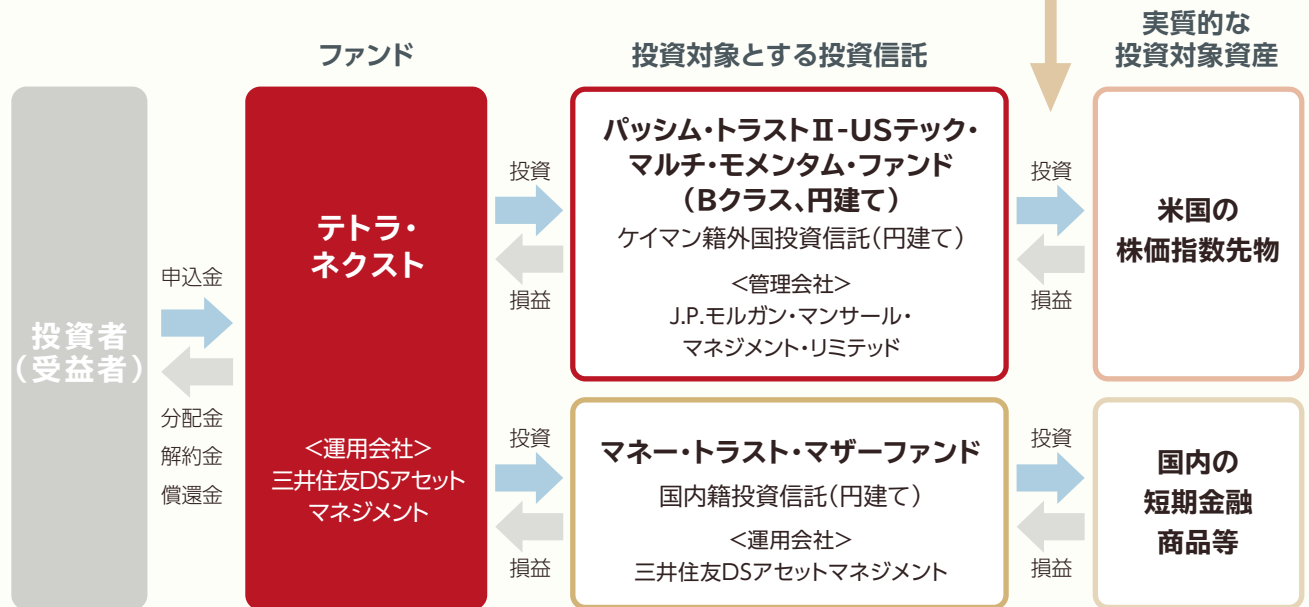 ファンド
投資対象とする投資信託
実質的な
投資対象資産
投資者
（受益者）
申込金
分配金
解約金
償還金
テトラ・
ネクスト
＜運用会社＞
三井住友DSアセット
マネジメント
投資
損益
パッシム・トラストⅡ-USテック・
マルチ・モメンタム・ファンド
（Bクラス、円建て）
ケイマン籍外国投資信託（円建て）
＜管理会社＞
J.P.モルガン・マンサール・
マネジメント・リミテッド
投資
損益
米国の
株価指数先物
投資
損益
マネー・トラスト・マザーファンド
国内籍投資信託（円建て）
＜運用会社＞
三井住友DSアセットマネジメント
投資
損益
国内の
短期金融
商品等